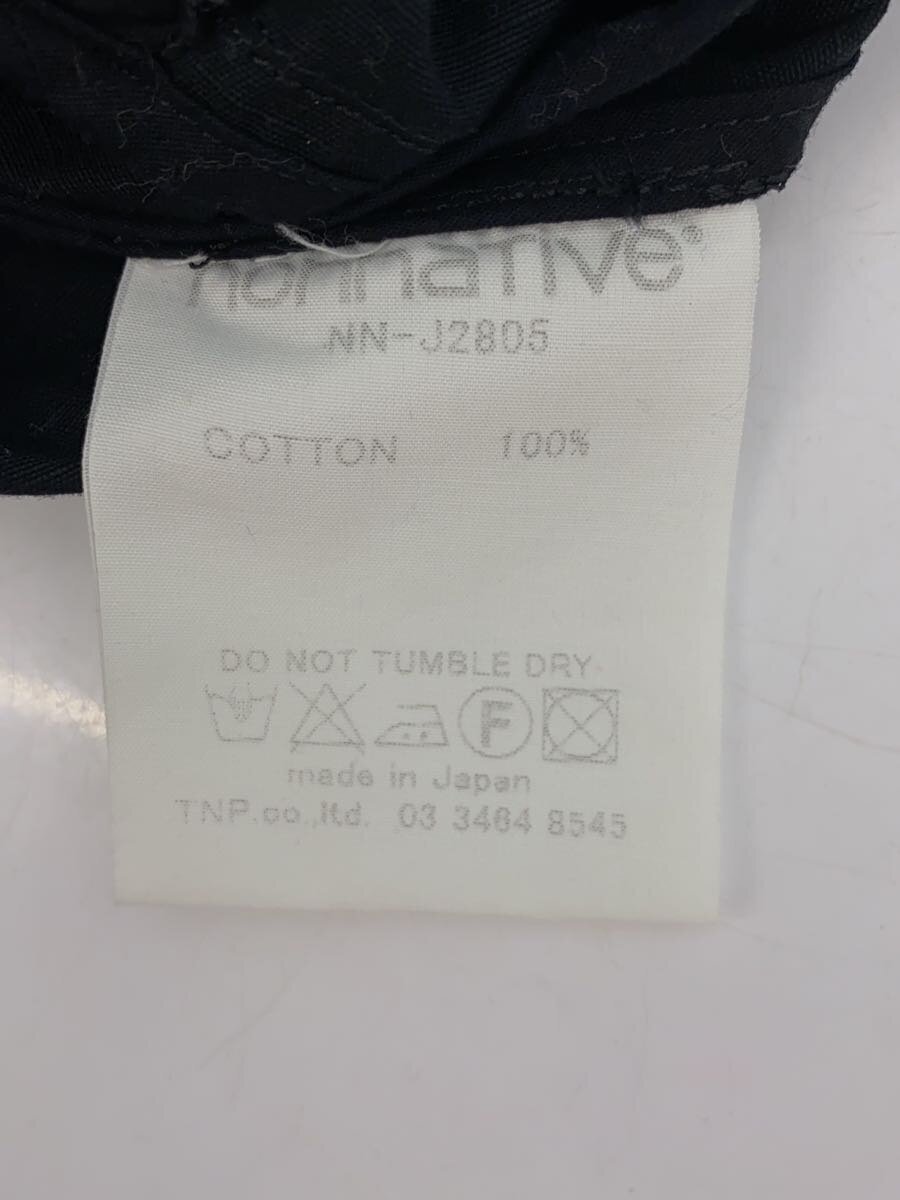 nonnative®
NN-J2805
COTTON 100%
DO NOT TUMBLE DRY
F
made in Japan
TNP.co.,ltd. 03 3464 8545